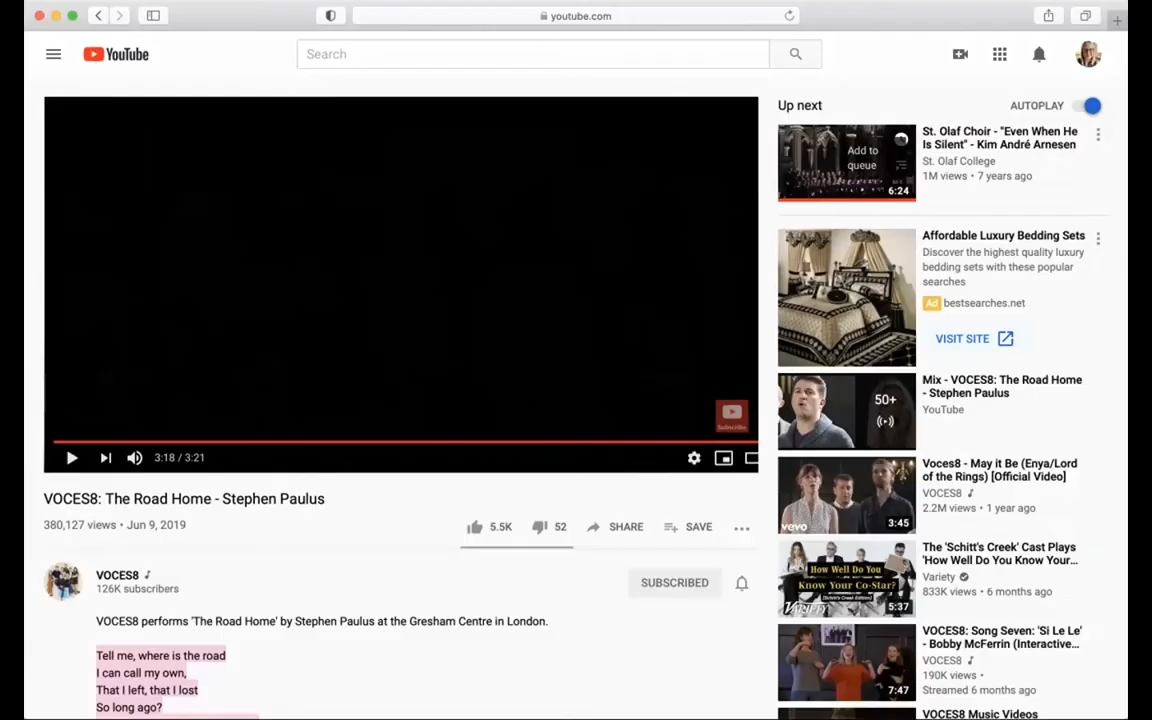 youtube.com
YouTube
Search
Up next
AUTOPLAY
Add to
queue
6:24
St. Olaf Choir - "Even When He
Is Silent" - Kim André Arnesen
St. Olaf College
1M views • 7 years ago
Affordable Luxury Bedding Sets
Discover the highest quality luxury
bedding sets with these popular
searches
Ad bestsearches.net
VISIT SITE
50+
Mix - VOCES8: The Road Home
- Stephen Paulus
YouTube
vevo
3:45
Voces8 - May it Be (Enya/Lord
of the Rings) [Official Video]
VOCES8
2.2M views • 1 year ago
How Well Do You
Know Your Co-Star?
[Schitt's Creek Edition]
VARIETY
5:37
The 'Schitt's Creek' Cast Plays
'How Well Do You Know Your...
Variety
833K views • 6 months ago
7:47
VOCES8: Song Seven: 'Si Le Le'
- Bobby McFerrin (Interactive...
VOCES8
190K views •
Streamed 6 months ago
VOCES8 Music Videos
Subscribe
3:18 / 3:21
VOCES8: The Road Home - Stephen Paulus
380,127 views • Jun 9, 2019
5.5K
52
SHARE
SAVE
VOCES8
126K subscribers
SUBSCRIBED
VOCES8 performs 'The Road Home' by Stephen Paulus at the Gresham Centre in London.
Tell me, where is the road
I can call my own,
That I left, that I lost
So long ago?